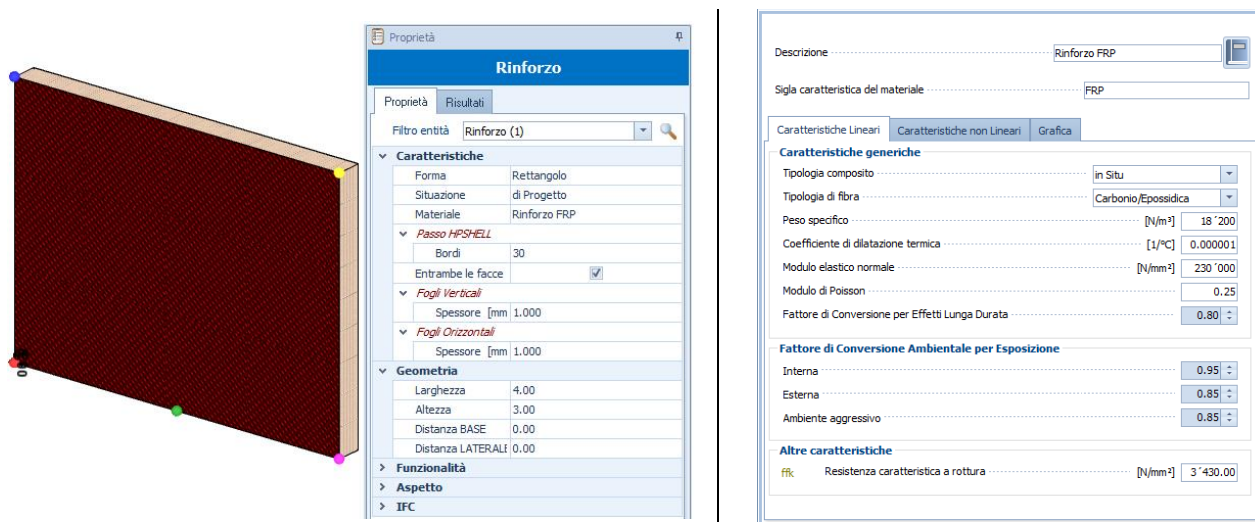 Proprietà
Rinforzo
Proprietà Risultati
Filtro entità Rinforzo (1)
Caratteristiche
Forma Rettangolo
Situazione di Progetto
Materiale Rinforzo FRP
Passo HPSHELL
Bordi 30
Entrambe le facce
Fogli Verticali
Spessore [mm 1.000
Fogli Orizzontali
Spessore [mm 1.000
Geometria
Larghezza 4.00
Altezza 3.00
Distanza BASE 0.00
Distanza LATERALE 0.00
Funzionalità
Aspetto
IFC
Descrizione Rinforzo FRP
Sigla caratteristica del materiale FRP
Caratteristiche Lineari Caratteristiche non Lineari Grafica
Caratteristiche generiche
Tipologia composito in Situ
Tipologia di fibra Carbonio/Epossidica
Peso specifico [N/m³] 18´200
Coefficiente di dilatazione termica [1/°C] 0.000001
Modulo elastico normale [N/mm²] 230´000
Modulo di Poisson 0.25
Fattore di Conversione per Effetti Lunga Durata 0.80
Fattore di Conversione Ambientale per Esposizione
Interna 0.95
Esterna 0.85
Ambiente aggressivo 0.85
Altre caratteristiche
ffk Resistenza caratteristica a rottura [N/mm²] 3´430.00